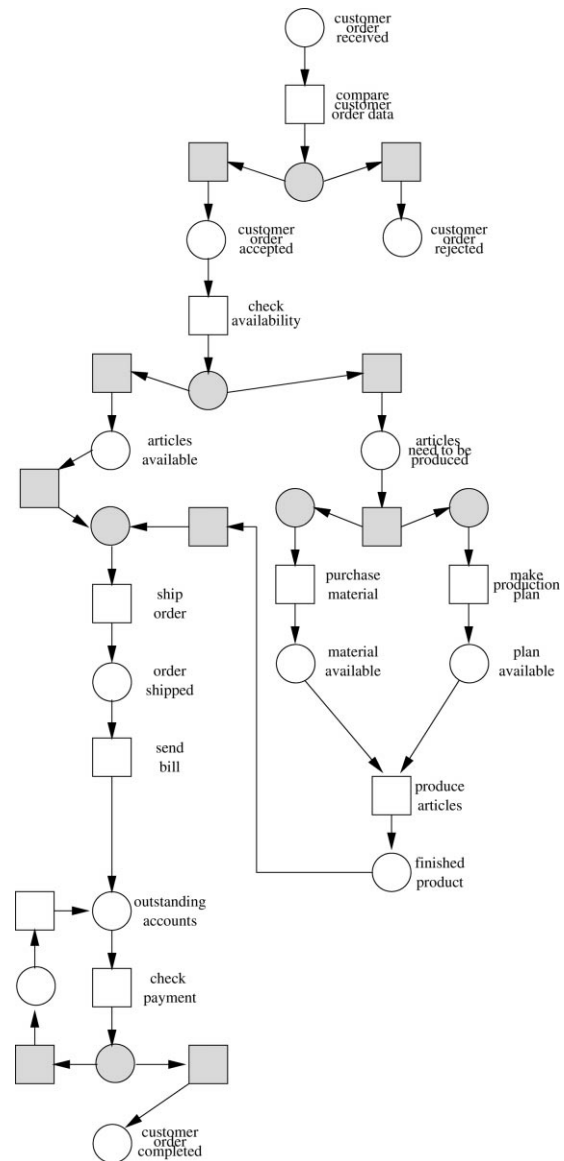 customer
order
received
compare
customer
order data
customer
order
accepted
customer
order
rejected
check
availability
articles
available
articles
need to be
produced
purchase
material
make
production
plan
ship
order
material
available
plan
available
order
shipped
send
bill
produce
articles
finished
product
outstanding
accounts
check
payment
customer
order
completed